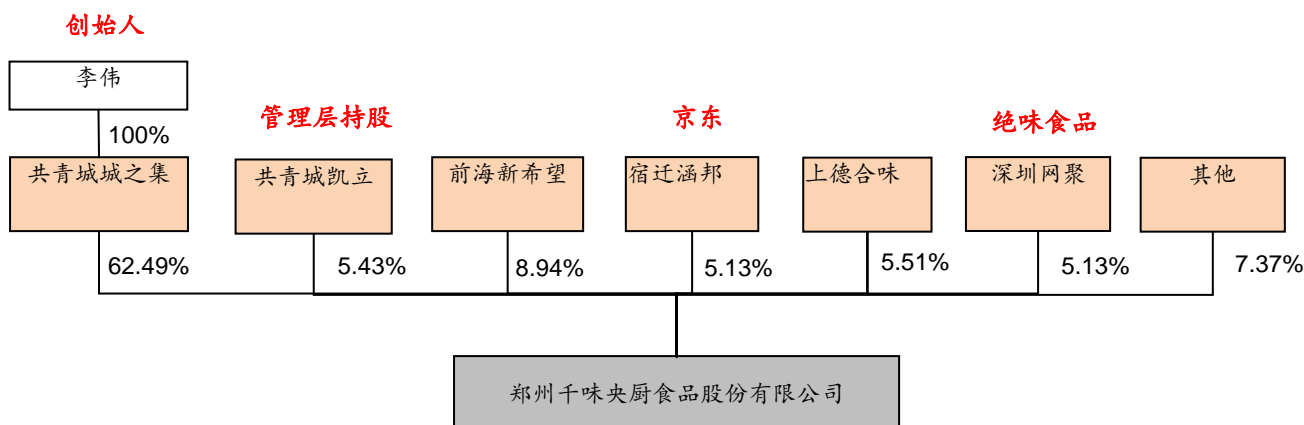 创始人
李伟
管理层持股
京东
绝味食品
100%
共青城城之集
共青城凯立
前海新希望
宿迁涵邦
上德合味
深圳网聚
其他
62.49%
5.43%
8.94%
5.13%
5.51%
5.13%
7.37%
郑州千味央厨食品股份有限公司